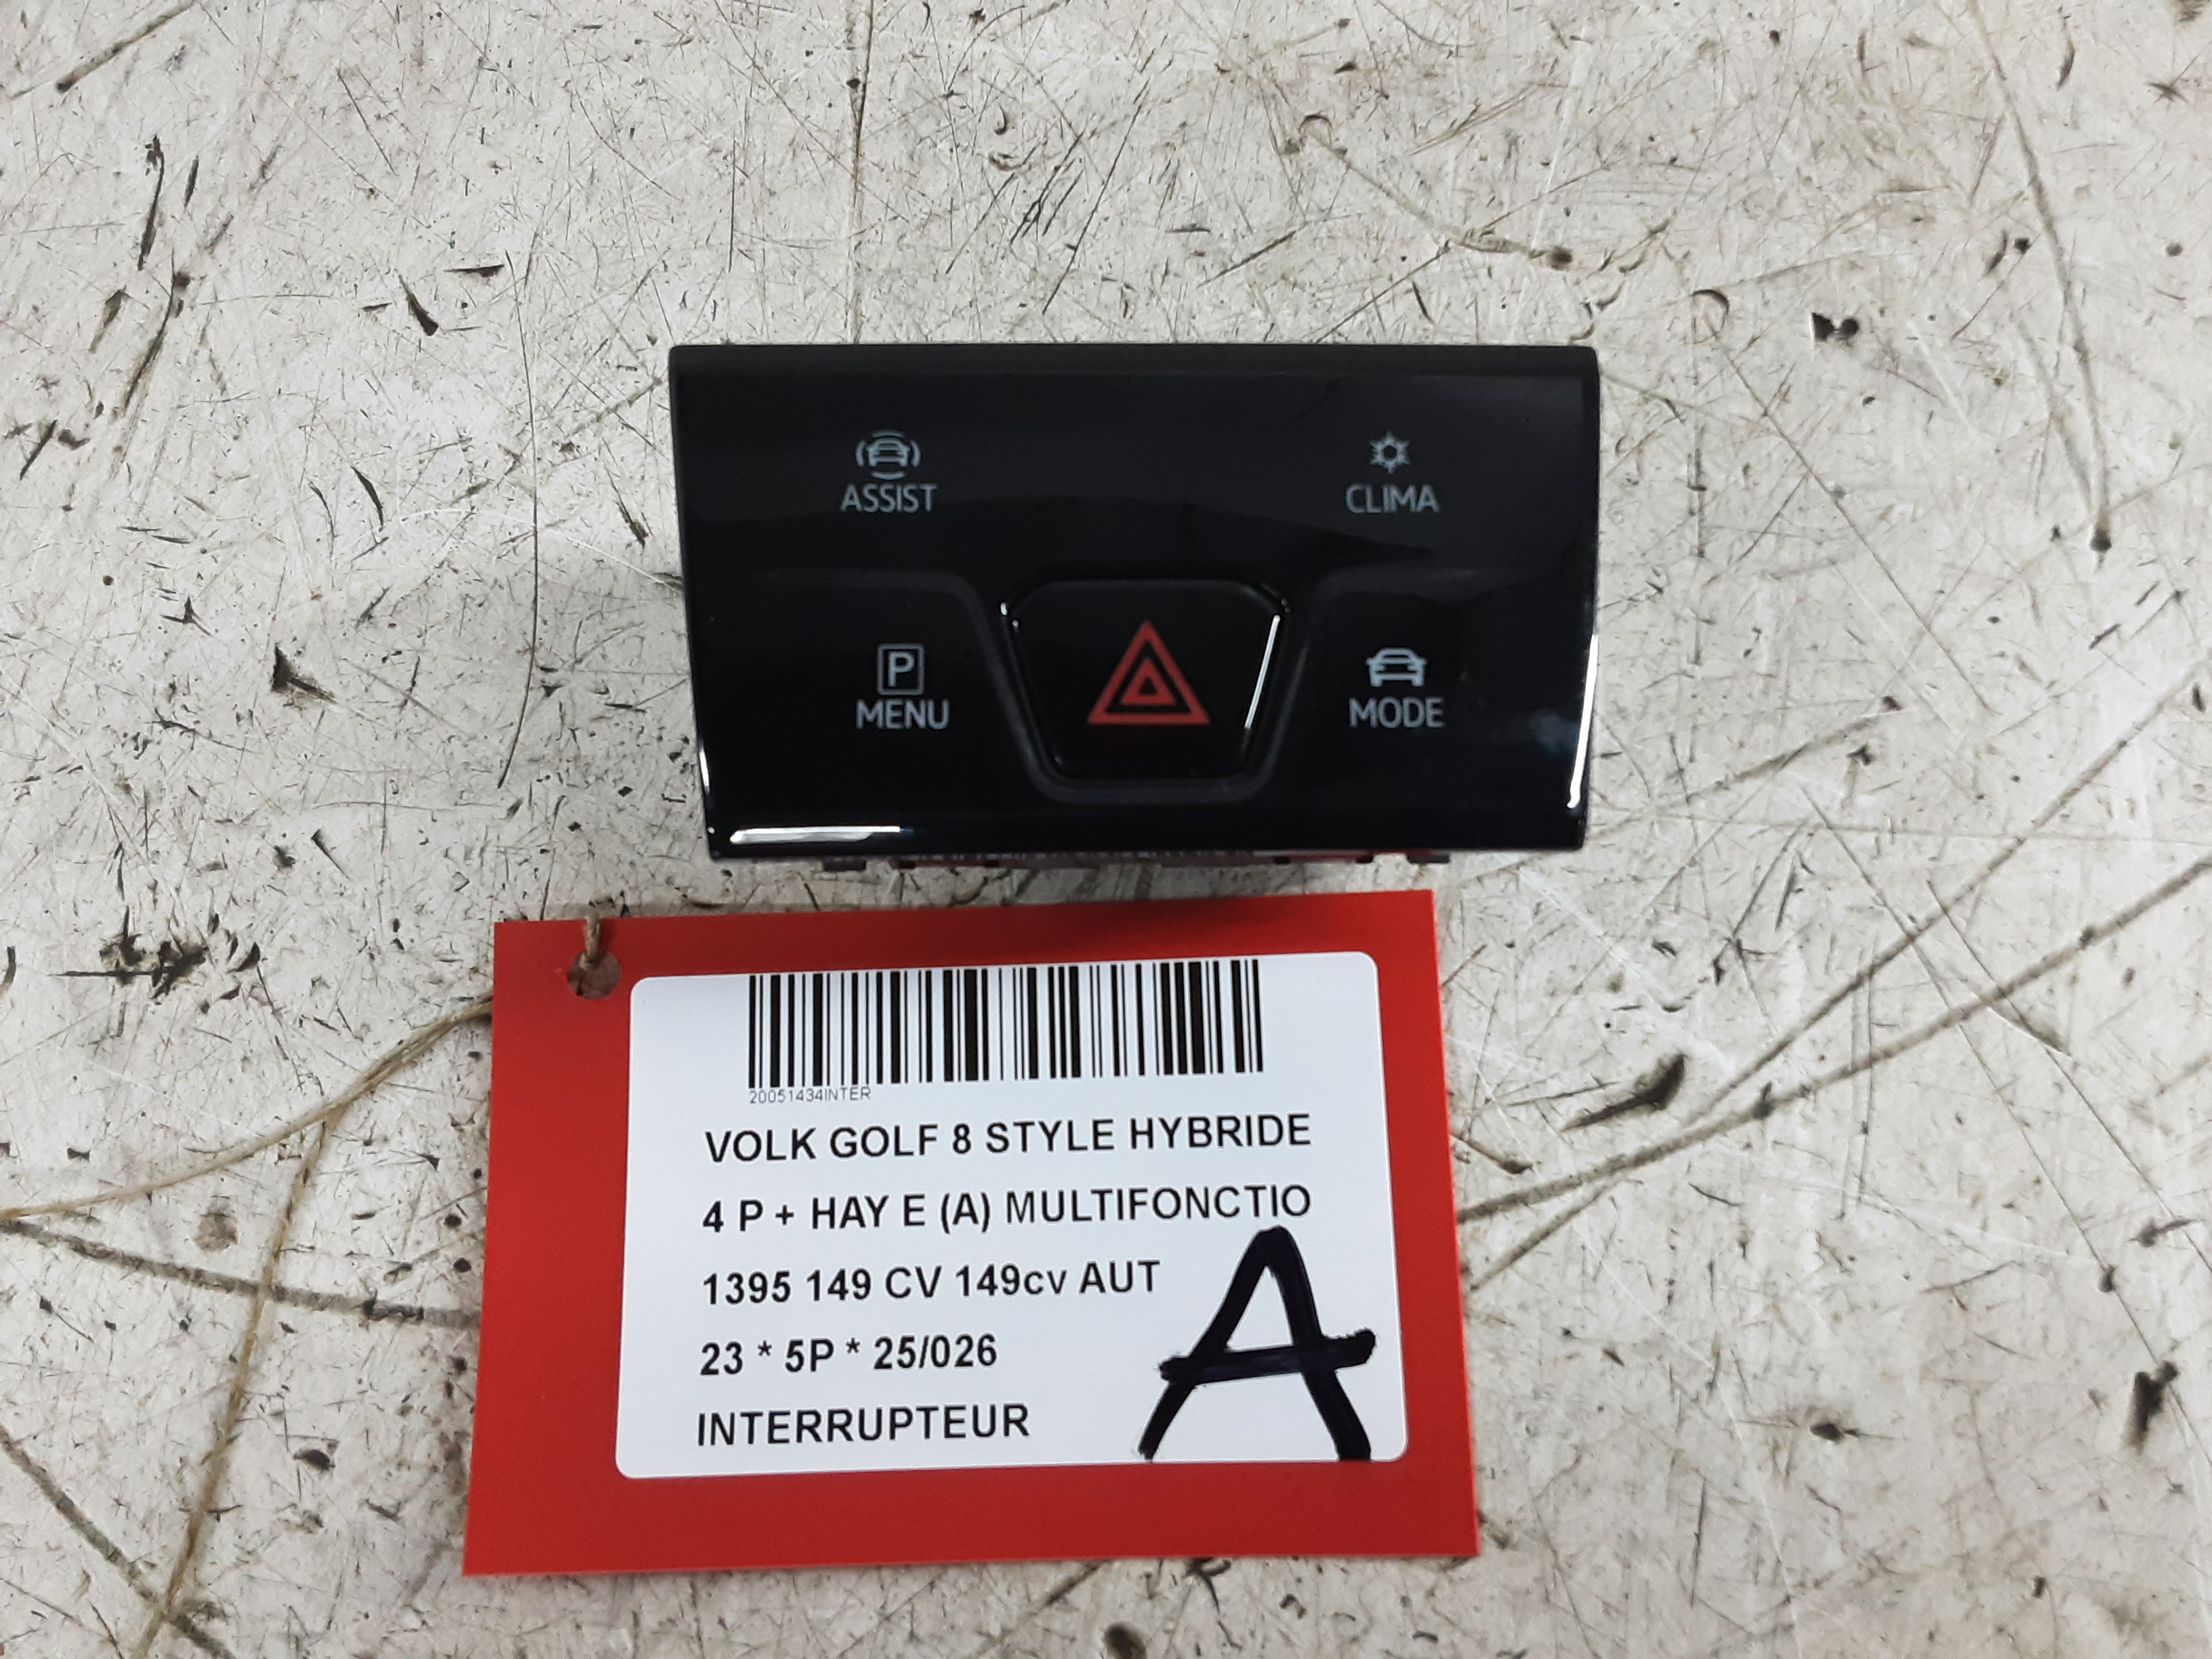 ASSIST CLIMA
P
MENU MODE
20051434INTER
VOLK GOLF 8 STYLE HYBRIDE
4 P + HAY E (A) MULTIFONCTIO
1395 149 CV 149cv AUT
23 * 5P * 25/026
INTERRUPTEUR
A